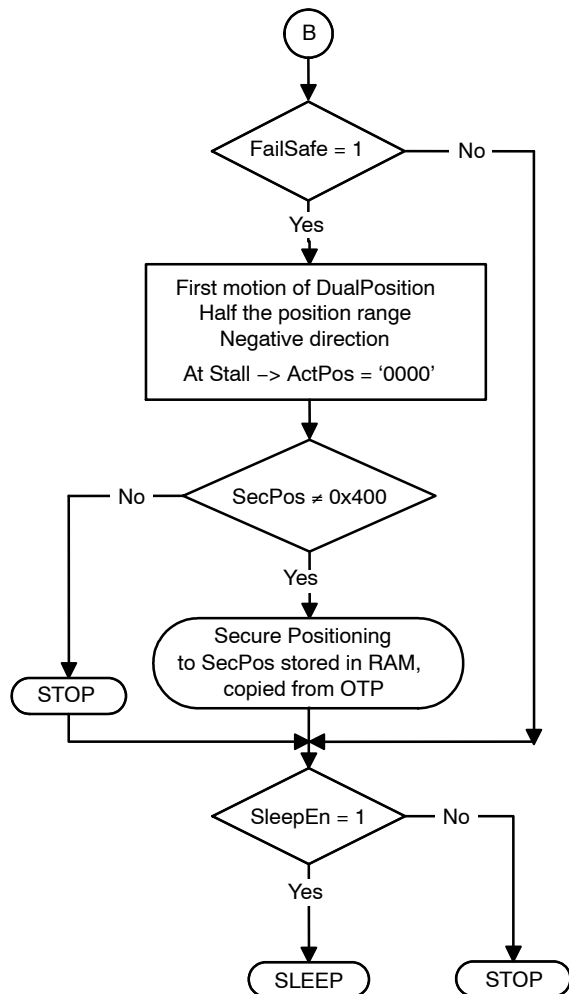 B
FailSafe = 1
No
Yes
First motion of DualPosition
Half the position range
Negative direction
At Stall −> ActPos = ‘0000’
No
SecPos ≠ 0x400
Yes
Secure Positioning
to SecPos stored in RAM,
copied from OTP
STOP
SleepEn = 1
No
Yes
SLEEP
STOP